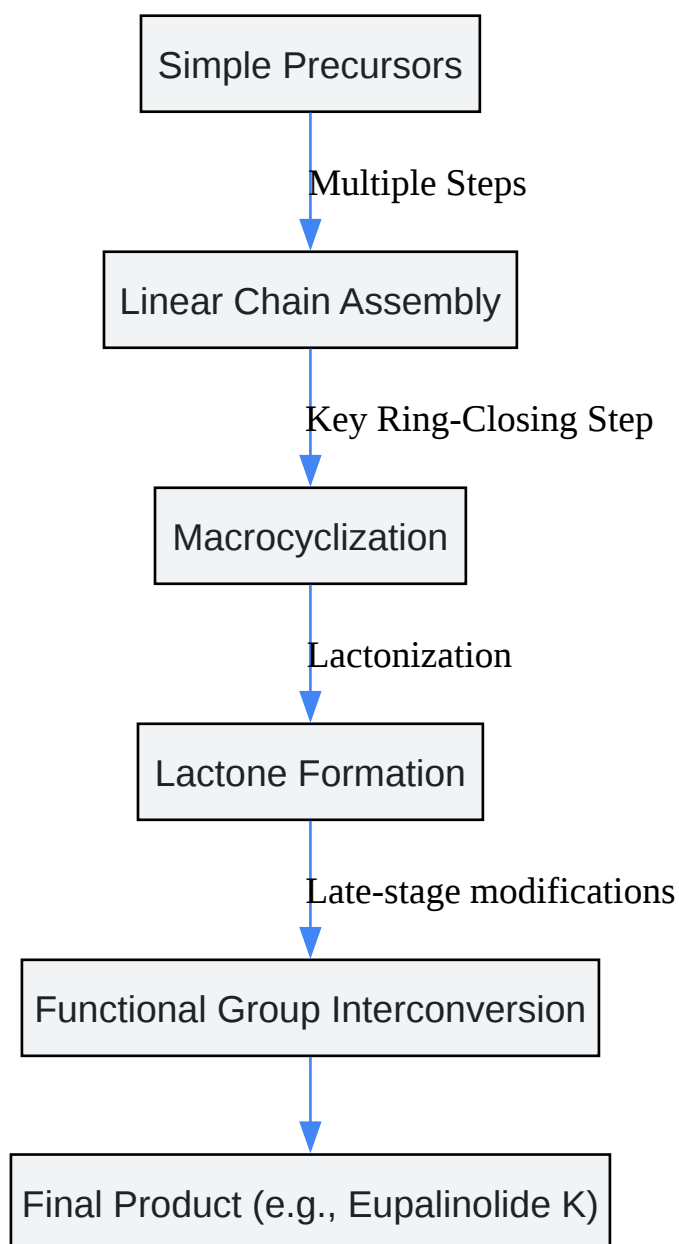 Simple Precursors
Multiple Steps
Linear Chain Assembly
Key Ring-Closing Step
Macrocyclization
Lactonization
Lactone Formation
Late-stage modifications
Functional Group Interconversion
Final Product (e.g., Eupalinolide K)